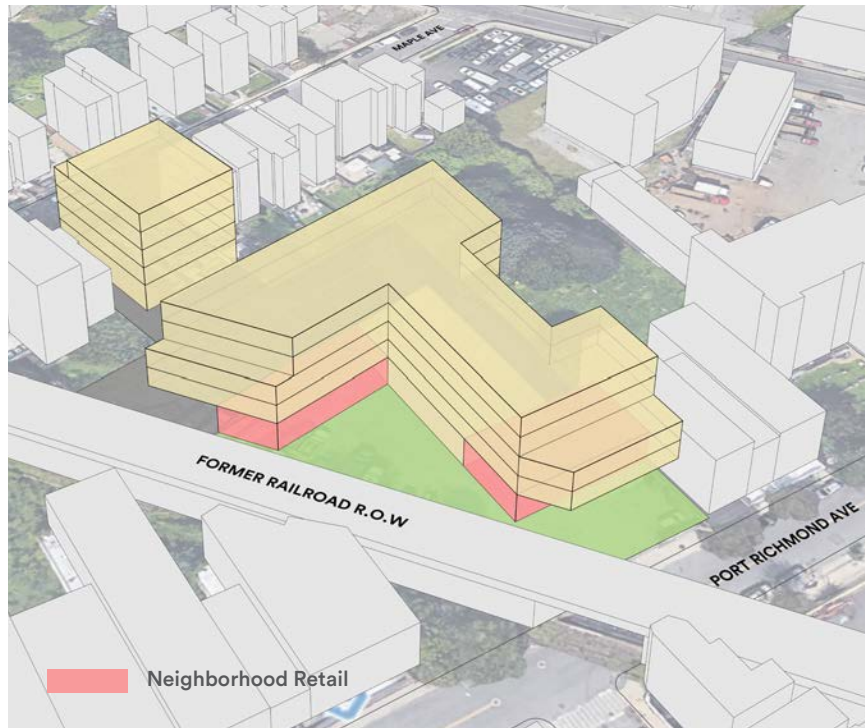 MAPLE AVE
FORMER RAILROAD R.O.W
PORT RICHMOND AVE
Neighborhood Retail